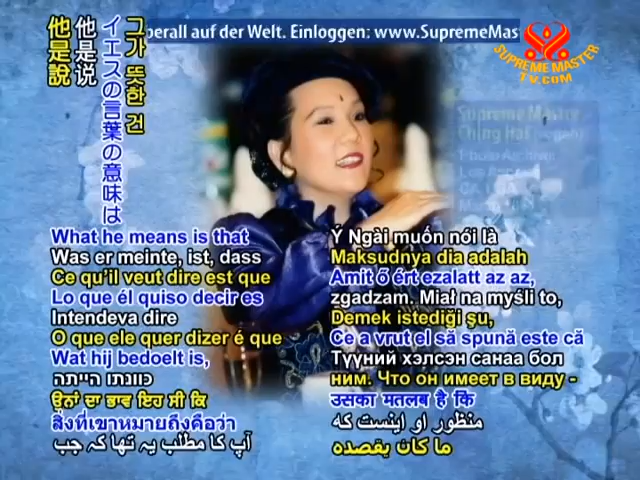 berall auf der Welt. Einloggen: www.SupremeMas
SUPREME MASTER
TV.COM
Supreme Master
Ching Hai
그가 뜻한 건
イエスの言葉の意味は
他是说
他是說
What he means is that
Was er meinte, ist, dass
Ce qu'il veut dire est que
Lo que él quiso decir es
Intendeva dire
O que ele quer dizer é que
Wat hij bedoelt is,
כוונתו הייתה
ਉਨਾਂ ਦਾ ਭਾਵ ਇਹ ਸੀ ਕਿ
สิ่งที่เขาหมายถึงคือว่า
آپ کا مطلب یہ تھا کہ جب
Ý Ngài muốn nói là
Maksudnya dia adalah
Amit ő ért ezalatt az az,
zgadzam. Miał na myśli to,
Demek istediği şu,
Ce a vrut el să spună este că
Түүний хэлсэн санаа бол
ним. Что он имеет в виду -
उसका मतलब है कि
منظور او اینست که
ما كان يقصده